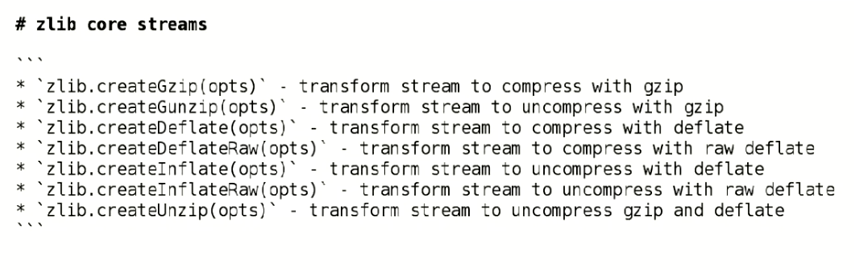 # zlib core streams
```
* `zlib.createGzip(opts)` - transform stream to compress with gzip
* `zlib.createGunzip(opts)` - transform stream to uncompress with gzip
* `zlib.createDeflate(opts)` - transform stream to compress with deflate
* `zlib.createDeflateRaw(opts)` - transform stream to compress with raw deflate
* `zlib.createInflate(opts)` - transform stream to uncompress with deflate
* `zlib.createInflateRaw(opts)` - transform stream to uncompress with raw deflate
* `zlib.createUnzip(opts)` - transform stream to uncompress gzip and deflate
```